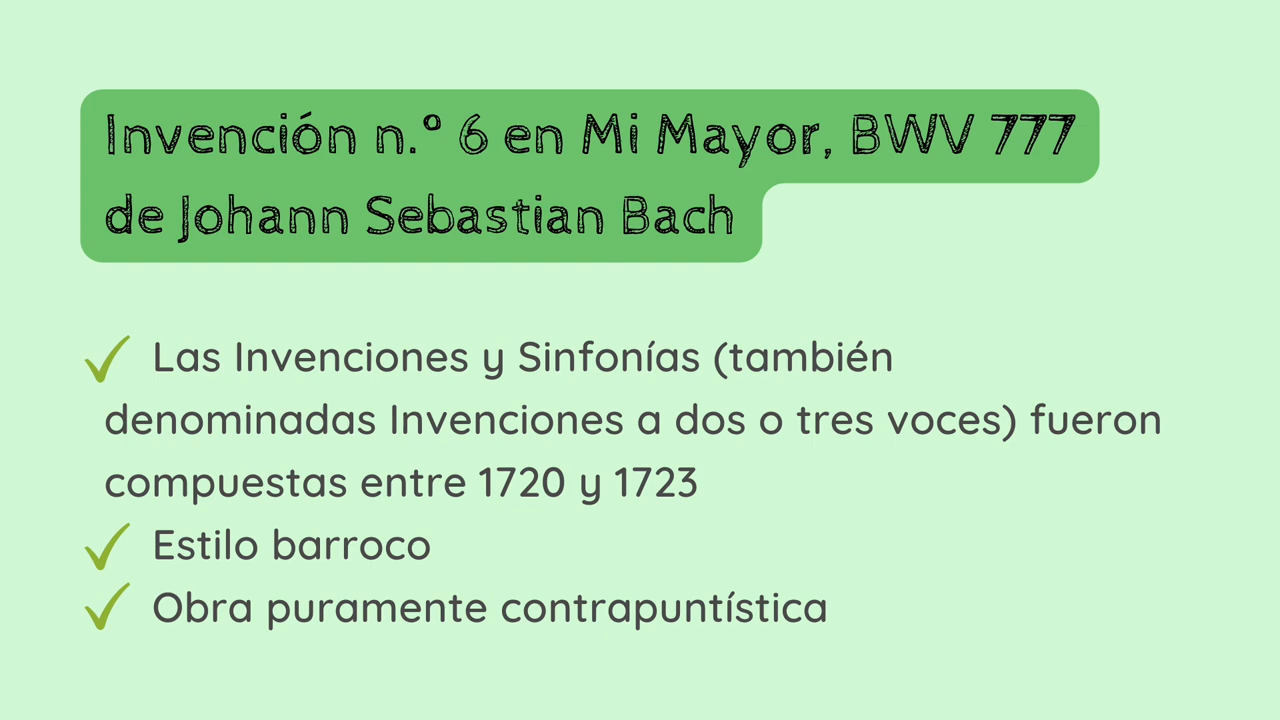 Invención n.º 6 en Mi Mayor, BWV 777
de Johann Sebastian Bach
Las Invenciones y Sinfonías (también
denominadas Invenciones a dos o tres voces) fueron
compuestas entre 1720 y 1723
Estilo barroco
Obra puramente contrapuntística